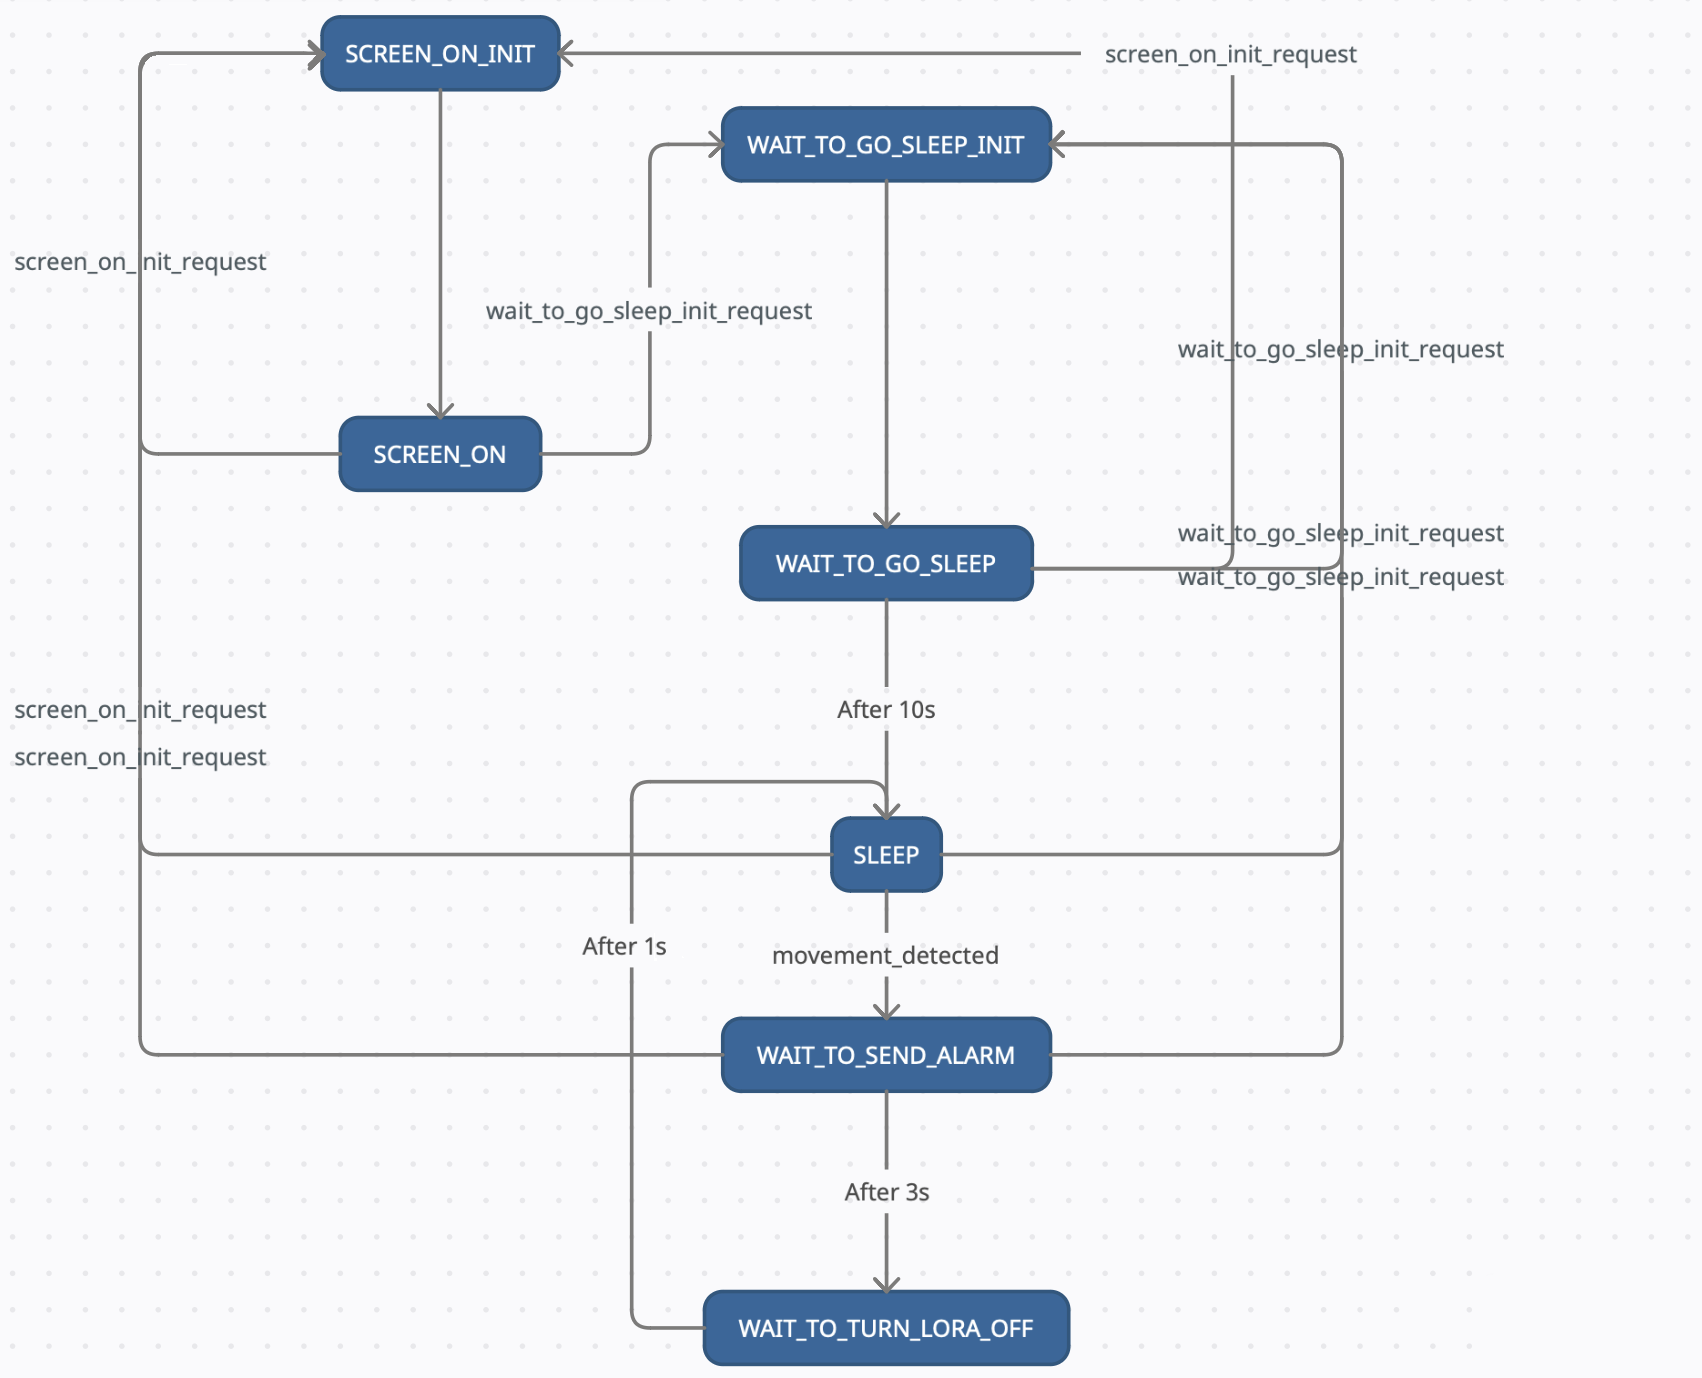 SCREEN_ON_INIT
screen_on_init_request
WAIT_TO_GO_SLEEP_INIT
screen_on_init_request
wait_to_go_sleep_init_request
wait_to_go_sleep_init_request
SCREEN_ON
wait_to_go_sleep_init_request
WAIT_TO_GO_SLEEP
wait_to_go_sleep_init_request
screen_on_init_request
After 10s
screen_on_init_request
SLEEP
After 1s
movement_detected
WAIT_TO_SEND_ALARM
After 3s
WAIT_TO_TURN_LORA_OFF